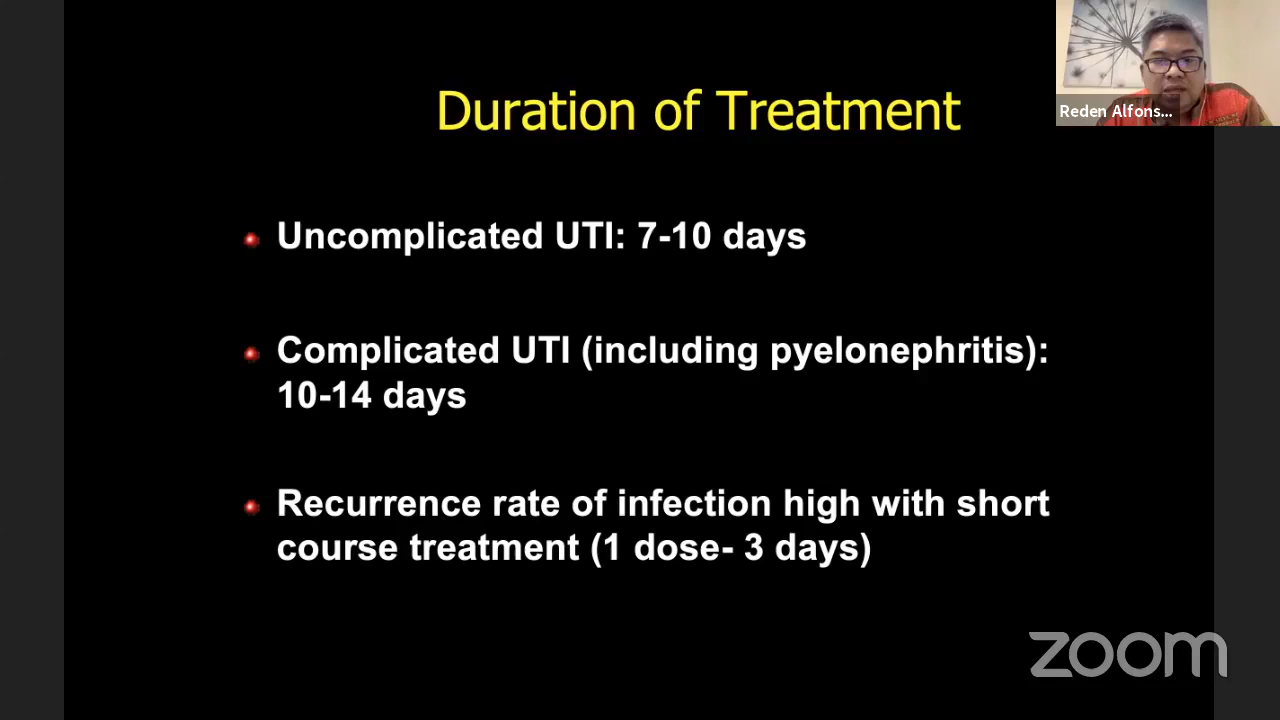 Reden Alfons...
Duration of Treatment
Uncomplicated UTI: 7-10 days
Complicated UTI (including pyelonephritis):
10-14 days
Recurrence rate of infection high with short
course treatment (1 dose- 3 days)
zoom